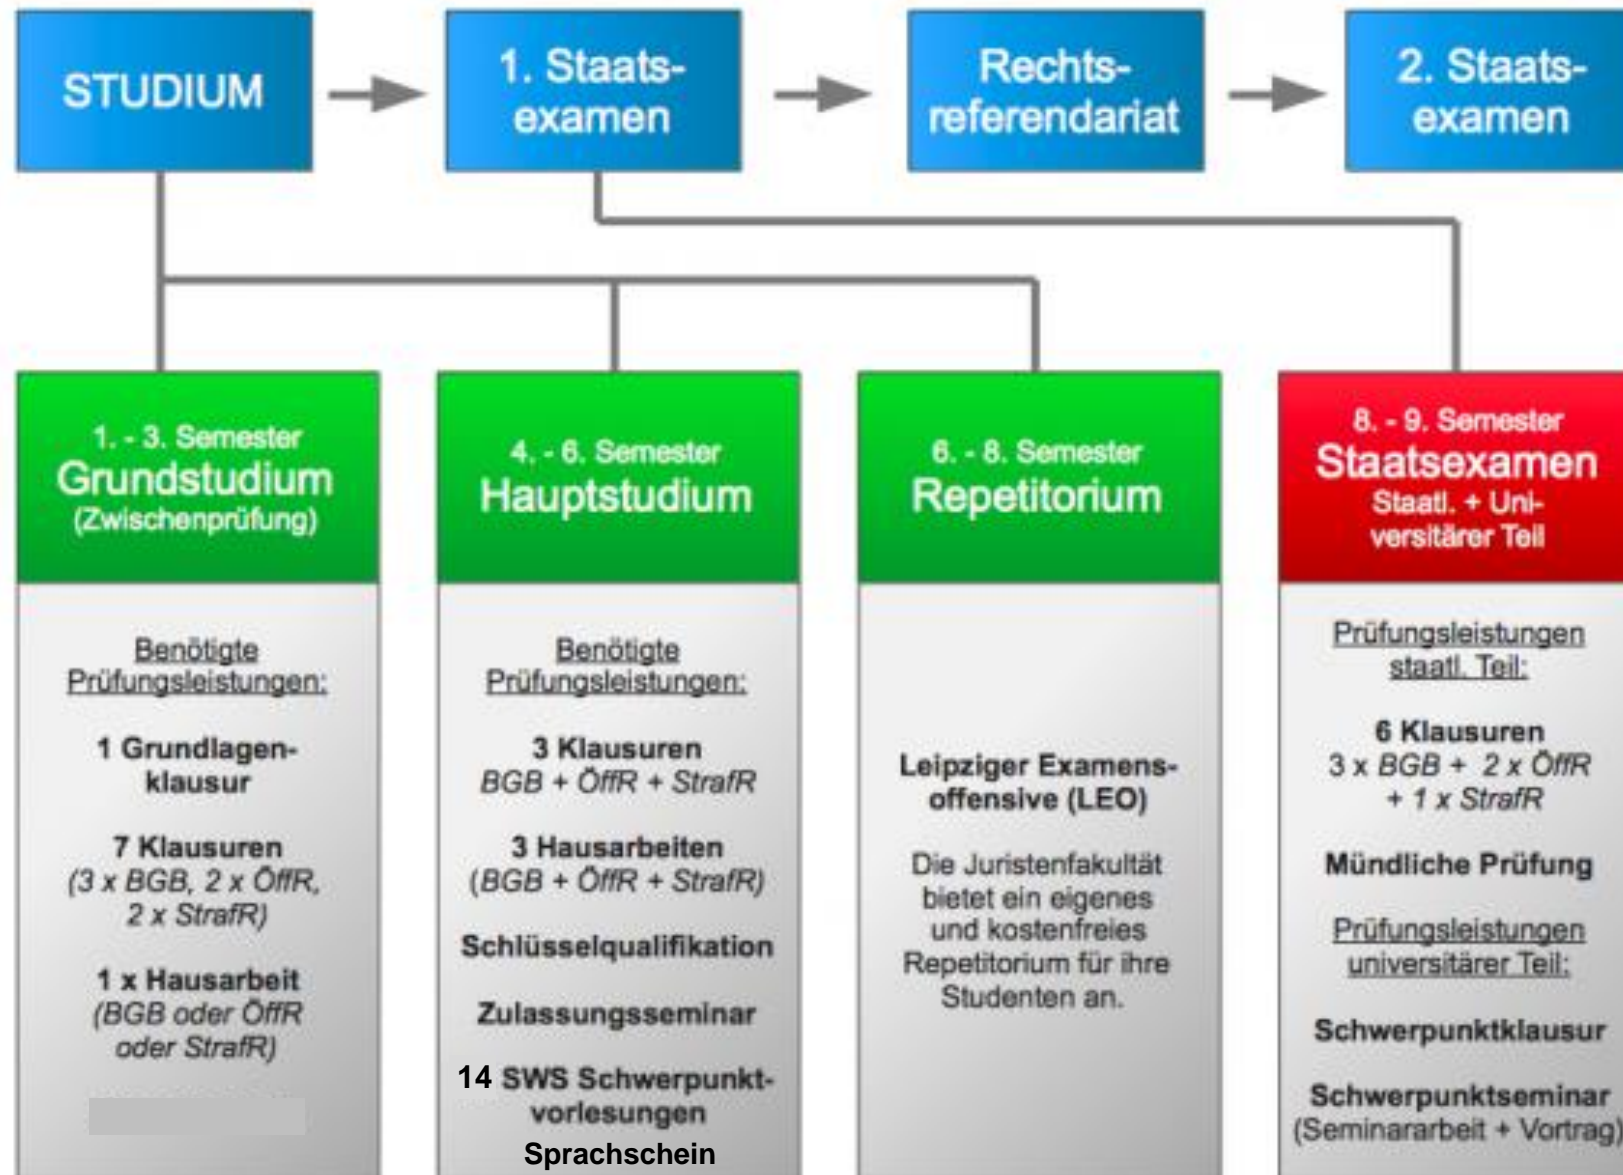 STUDIUM
1. Staats-
examen
Rechts-
referendariat
2. Staats-
examen
1. - 3. Semester
Grundstudium
(Zwischenprüfung)
Benötigte
Prüfungsleistungen:
1 Grundlagen-
klausur
7 Klausuren
(3 x BGB, 2 x ÖffR,
2 x StrafR)
1 x Hausarbeit
(BGB oder ÖffR
oder StrafR)
4. - 6. Semester
Hauptstudium
Benötigte
Prüfungsleistungen:
3 Klausuren
BGB + ÖffR + StrafR
3 Hausarbeiten
(BGB + ÖffR + StrafR)
Schlüsselqualifikation
Zulassungsseminar
14 SWS Schwerpunkt-
vorlesungen
Sprachschein
6. - 8. Semester
Repetitorium
Leipziger Examens-
offensive (LEO)
Die Juristenfakultät
bietet ein eigenes
und kostenfreies
Repetitorium für ihre
Studenten an.
8. - 9. Semester
Staatsexamen
Staatl. + Uni-
versitärer Teil
Prüfungsleistungen
staatl. Teil:
6 Klausuren
3 x BGB + 2 x ÖffR
+ 1 x StrafR
Mündliche Prüfung
Prüfungsleistungen
universitärer Teil:
Schwerpunktklausur
Schwerpunktseminar
(Seminararbeit + Vortrag)